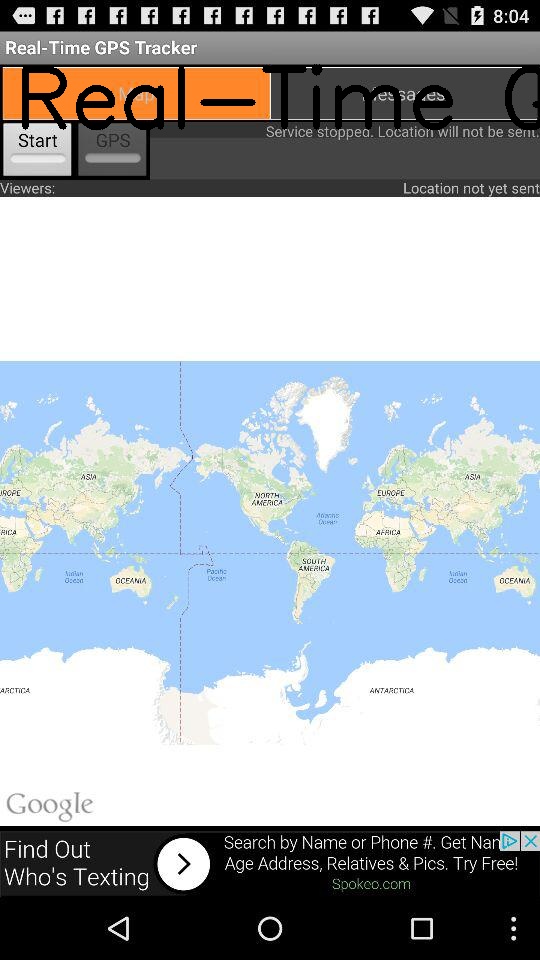 8:04
Real-Time GPS Tracker
Real-Time G
Map
Messages
Start
GPS
Service stopped. Location will not be sent.
Viewers:
Location not yet sent
ASIA
NORTH
AMERICA
EUROPE
ASIA
IROPE
Atlantic
Ocean
RICA
AFRICA
SOUTH
AMERICA
Indian
Ocean
Pacific
Ocean
Indian
Ocean
OCEANIA
OCEANIA
ARCTICA
ANTARCTICA
Google
Find Out
Who's Texting
Search by Name or Phone #. Get Nan
Age Address, Relatives & Pics. Try Free!
Spokeo.com